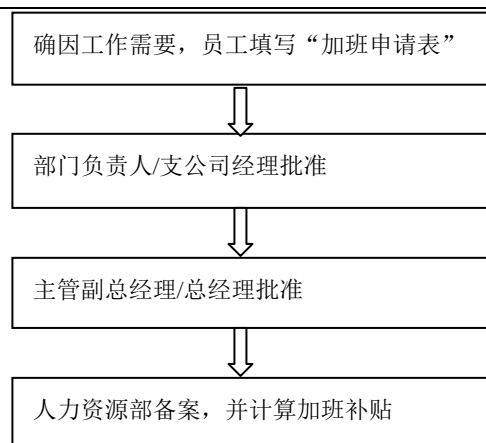 确因工作需要，员工填写“加班申请表”
部门负责人/支公司经理批准
主管副总经理/总经理批准
人力资源部备案，并计算加班补贴